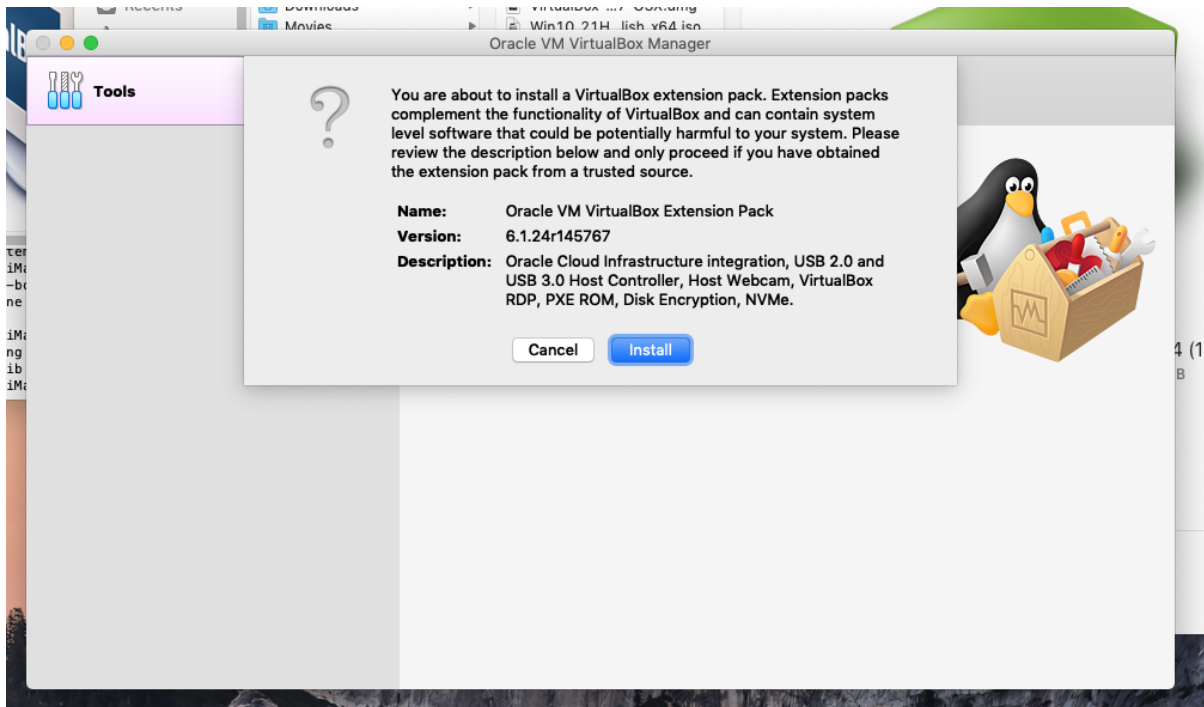 Movies
Win10_21H...lish_x64.iso
Oracle VM VirtualBox Manager
Tools
You are about to install a VirtualBox extension pack. Extension packs
complement the functionality of VirtualBox and can contain system
level software that could be potentially harmful to your system. Please
review the description below and only proceed if you have obtained
the extension pack from a trusted source.
Name: Oracle VM VirtualBox Extension Pack
Version: 6.1.24r145767
Description: Oracle Cloud Infrastructure integration, USB 2.0 and
USB 3.0 Host Controller, Host Webcam, VirtualBox
RDP, PXE ROM, Disk Encryption, NVMe.
Cancel Install